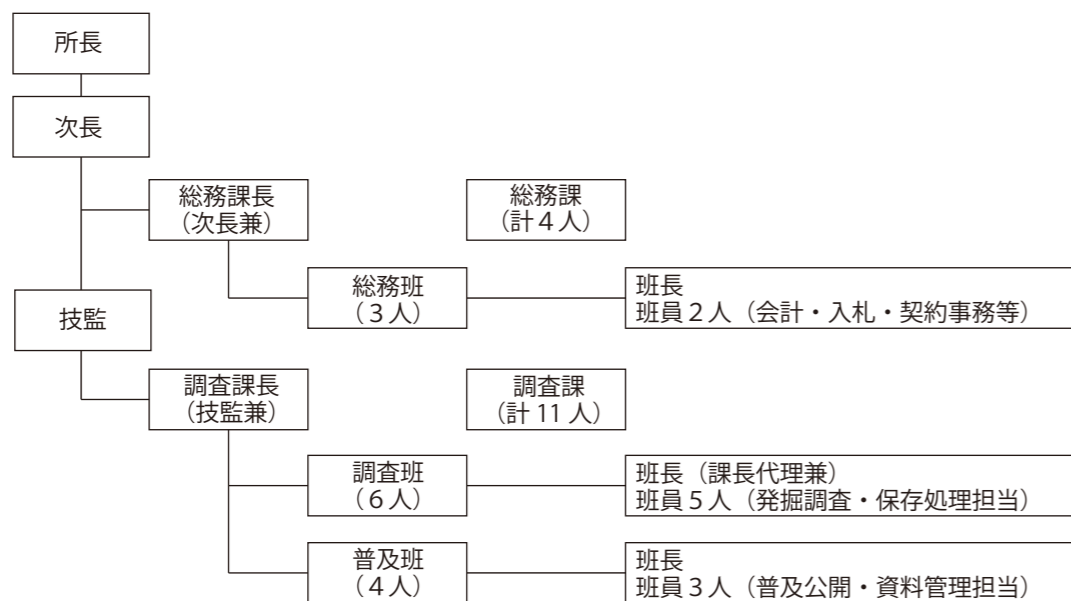 所長
次長
総務課長
（次長兼）
総務課
（計４人）
総務班
（３人）
班長
班員２人（会計・入札・契約事務等）
技監
調査課長
（技監兼）
調査課
（計 11 人）
調査班
（６人）
班長（課長代理兼）
班員５人（発掘調査・保存処理担当）
普及班
（４人）
班長
班員３人（普及公開・資料管理担当）